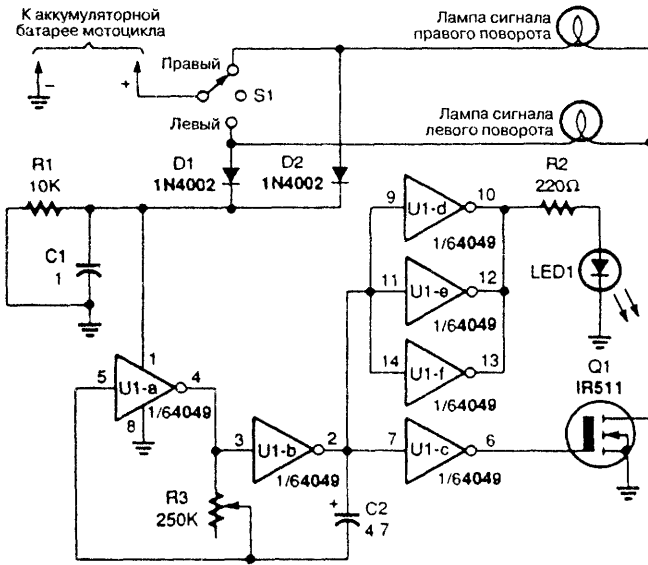 К аккумуляторной
батарее мотоцикла
Лампа сигнала
правого поворота
Правый
−
+
S1
Левый
Лампа сигнала
левого поворота
R1
10K
D1
1N4002
D2
1N4002
R2
220Ω
9
U1-d
10
1/64049
C1
1
11
U1-e
12
1/64049
LED1
14
U1-f
13
1/64049
Q1
IR511
5
1
U1-a
4
8
1/64049
3
U1-b
2
1/64049
7
U1-c
6
1/64049
R3
250K
+
C2
4 7